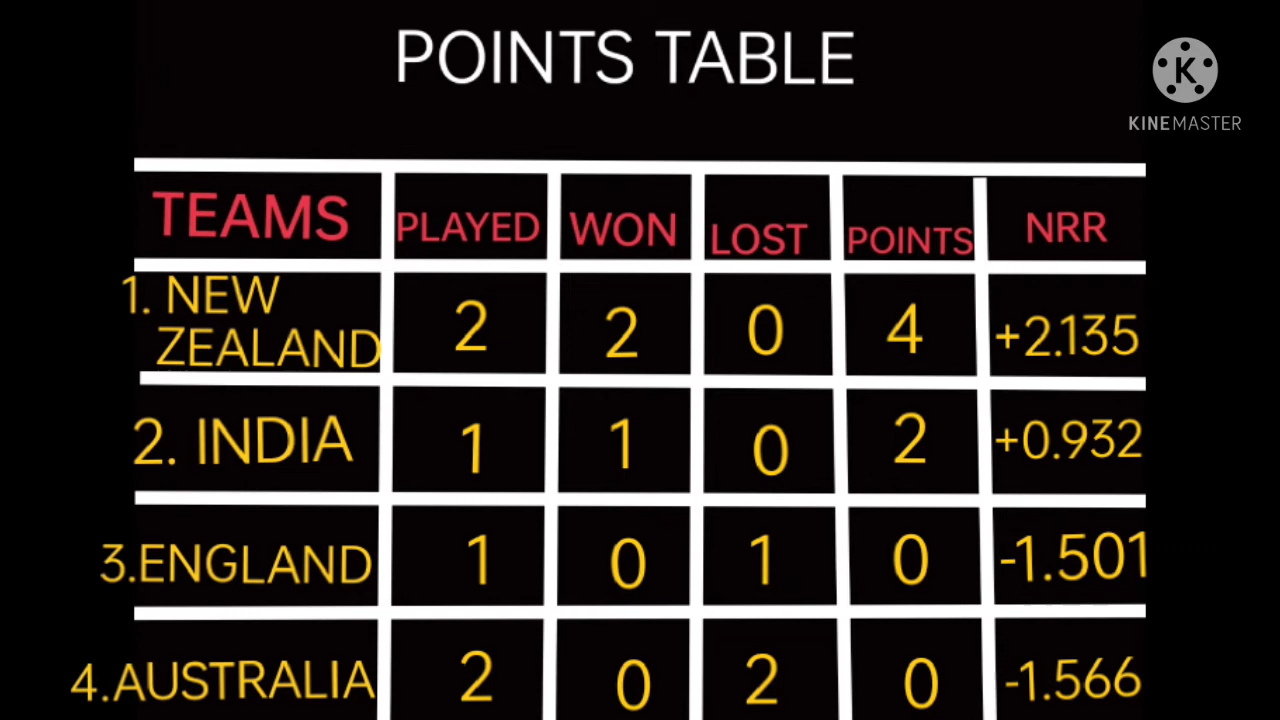 POINTS TABLE
K
KINEMASTER
TEAMS PLAYED WON LOST POINTS NRR
1. NEW
ZEALAND 2 2 0 4 +2.135
2. INDIA 1 1 0 2 +0.932
3.ENGLAND 1 0 1 0 -1.501
4.AUSTRALIA 2 0 2 0 -1.566